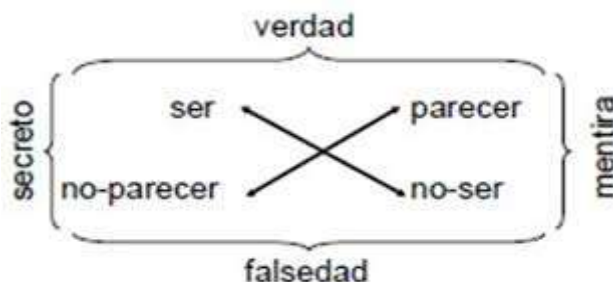 verdad
secreto
ser parecer
mentira
no-parecer no-ser
falsedad